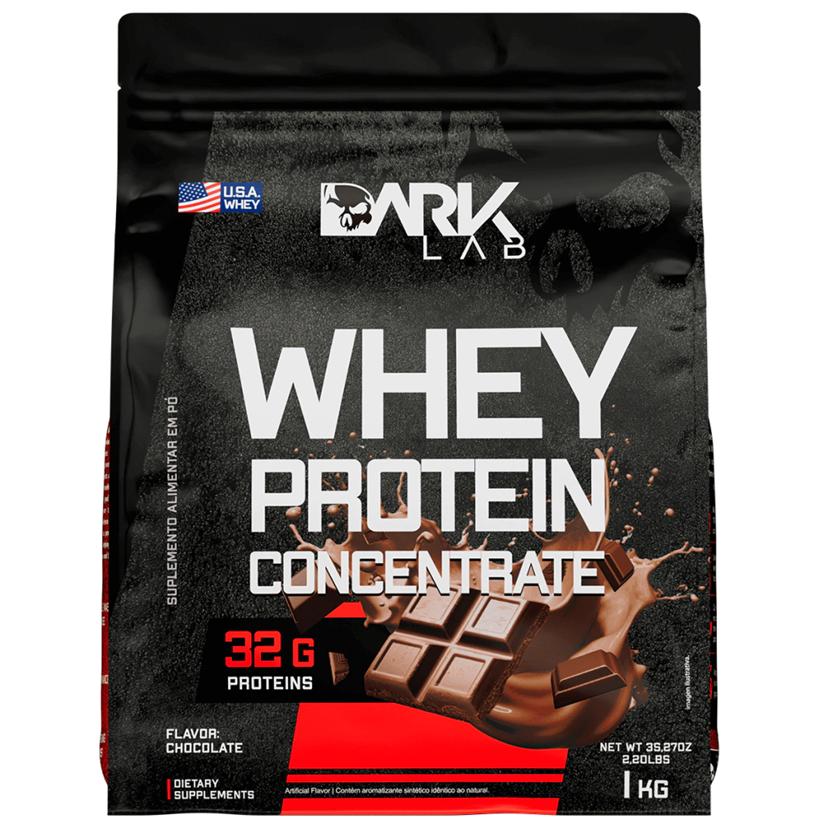 U.S.A.
WHEY
DARK
LAB
WHEY
PROTEIN
CONCENTRATE
SUPLEMENTO ALIMENTAR EM PÓ
32 G
PROTEINS
Imagem Ilustrativa.
FLAVOR:
CHOCOLATE
NET WT 35,27OZ
2,20LBS
1 KG
DIETARY
SUPPLEMENTS
Artificial Flavor | Contém aromatizante sintético idêntico ao natural.